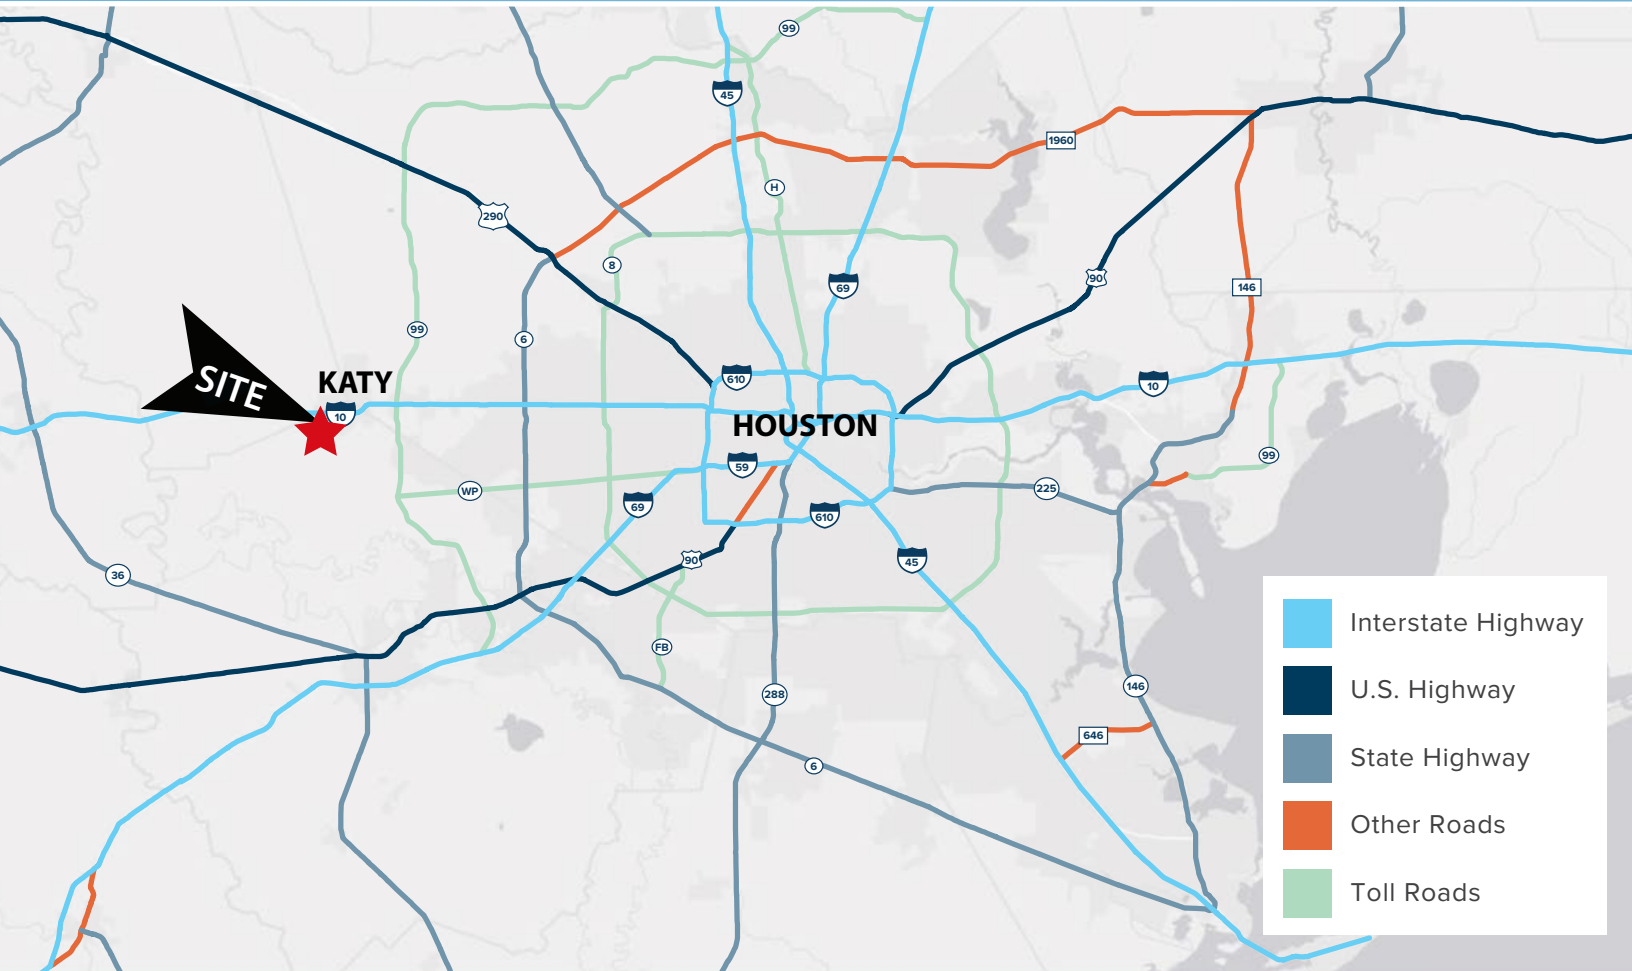 99
45
1960
H
290
8
69
90
146
99
6
SITE
KATY
610
10
10
HOUSTON
59
99
WP
69
225
610
90
45
36
FB
146
288
646
6
Interstate Highway
U.S. Highway
State Highway
Other Roads
Toll Roads